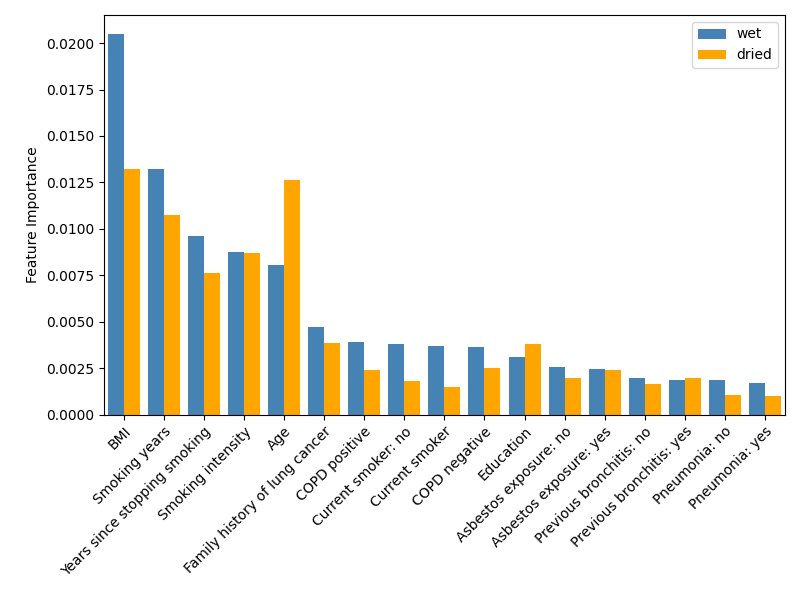 wet
dried
Feature Importance
0.0200
0.0175
0.0150
0.0125
0.0100
0.0075
0.0050
0.0025
0.0000
BMI
Smoking years
Years since stopping smoking
Smoking intensity
Age
Family history of lung cancer
COPD positive
Current smoker: no
Current smoker
COPD negative
Education
Asbestos exposure: no
Asbestos exposure: yes
Previous bronchitis: no
Previous bronchitis: yes
Pneumonia: no
Pneumonia: yes